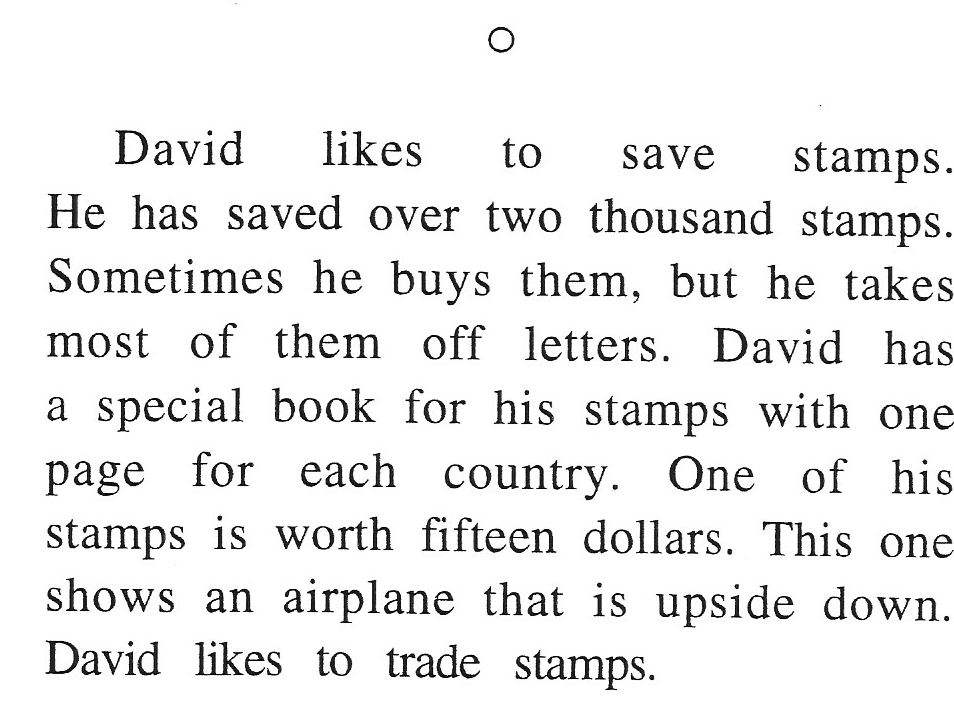 David likes to save stamps.
He has saved over two thousand stamps.
Sometimes he buys them, but he takes
most of them off letters. David has
a special book for his stamps with one
page for each country. One of his
stamps is worth fifteen dollars. This one
shows an airplane that is upside down.
David likes to trade stamps.